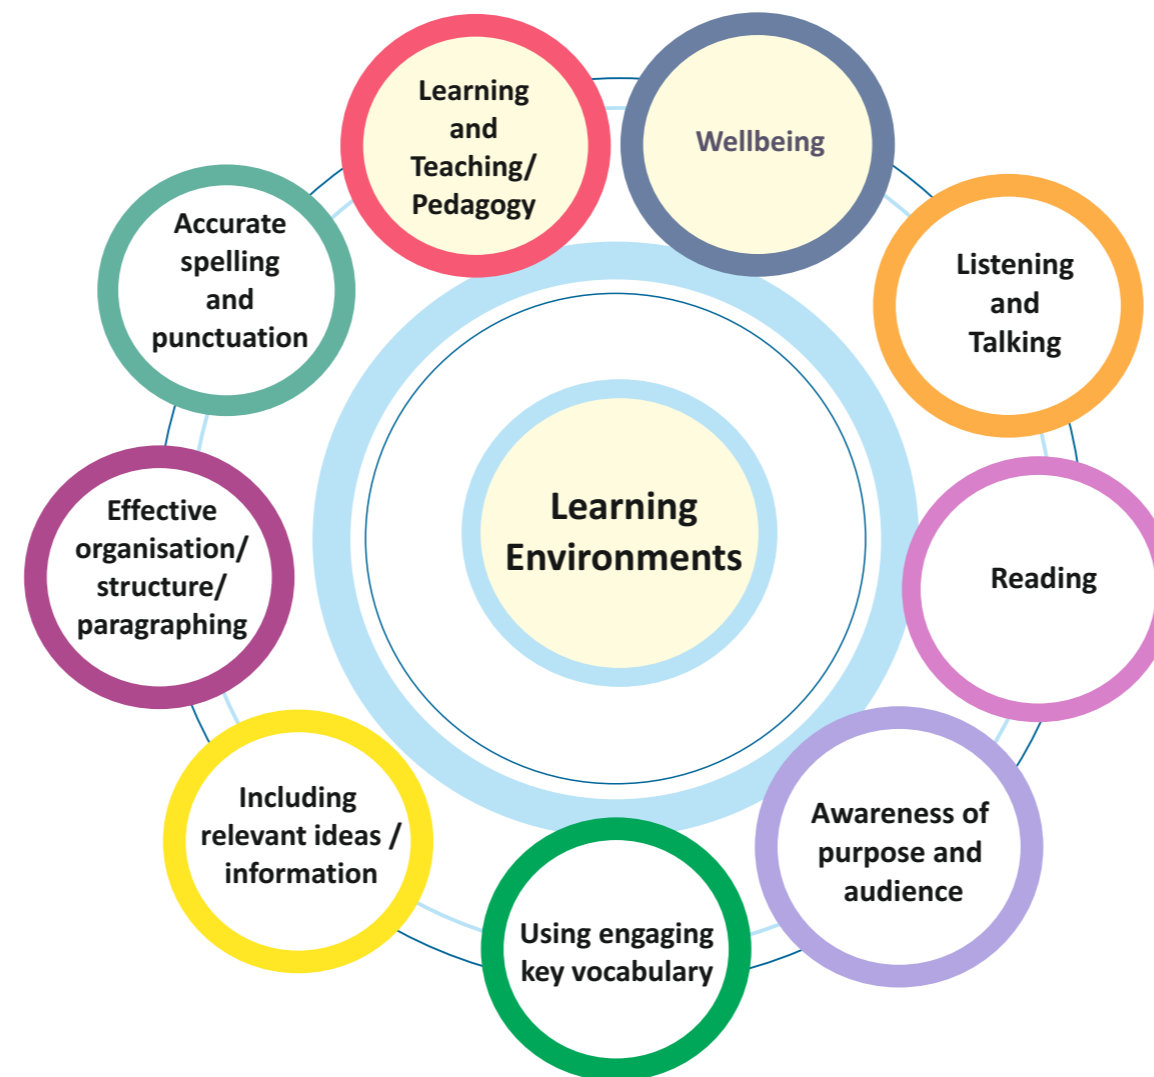 Learning
and
Teaching/
Pedagogy
Wellbeing
Listening
and
Talking
Reading
Awareness of
purpose and
audience
Using engaging
key vocabulary
Including
relevant ideas /
information
Effective
organisation/
structure/
paragraphing
Accurate
spelling
and
punctuation
Learning
Environments